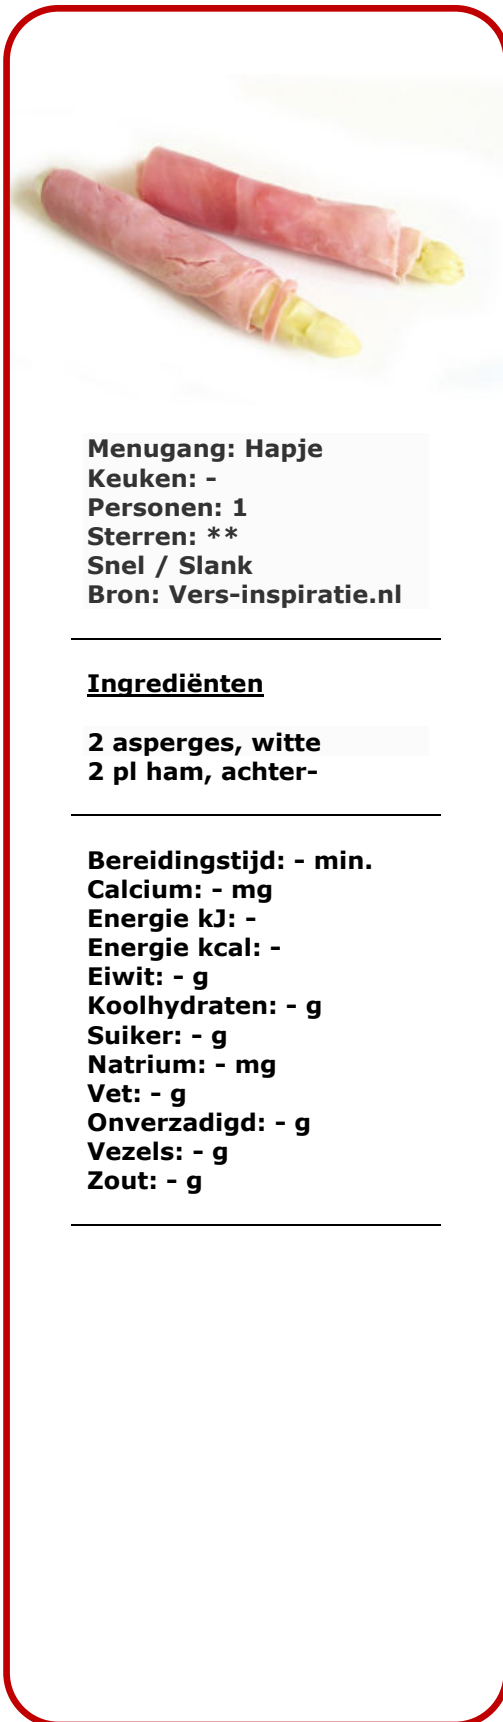 Menugang: Hapje
Keuken: -
Personen: 1
Sterren: **
Snel / Slank
Bron: Vers-inspiratie.nl
Ingrediënten
2 asperges, witte
2 pl ham, achter-
Bereidingstijd: - min.
Calcium: - mg
Energie kJ: -
Energie kcal: -
Eiwit: - g
Koolhydraten: - g
Suiker: - g
Natrium: - mg
Vet: - g
Onverzadigd: - g
Vezels: - g
Zout: - g